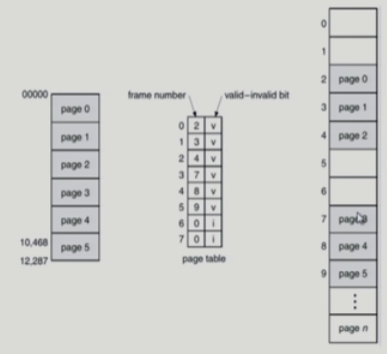 00000
page 0
page 1
page 2
page 3
page 4
10,468
page 5
12,287
frame number
valid–invalid bit
0 2 v
1 3 v
2 4 v
3 7 v
4 8 v
5 9 v
6 0 i
7 0 i
page table
0
1
2 page 0
3 page 1
4 page 2
5
6
7 page 3
8 page 4
9 page 5
⋮
page n